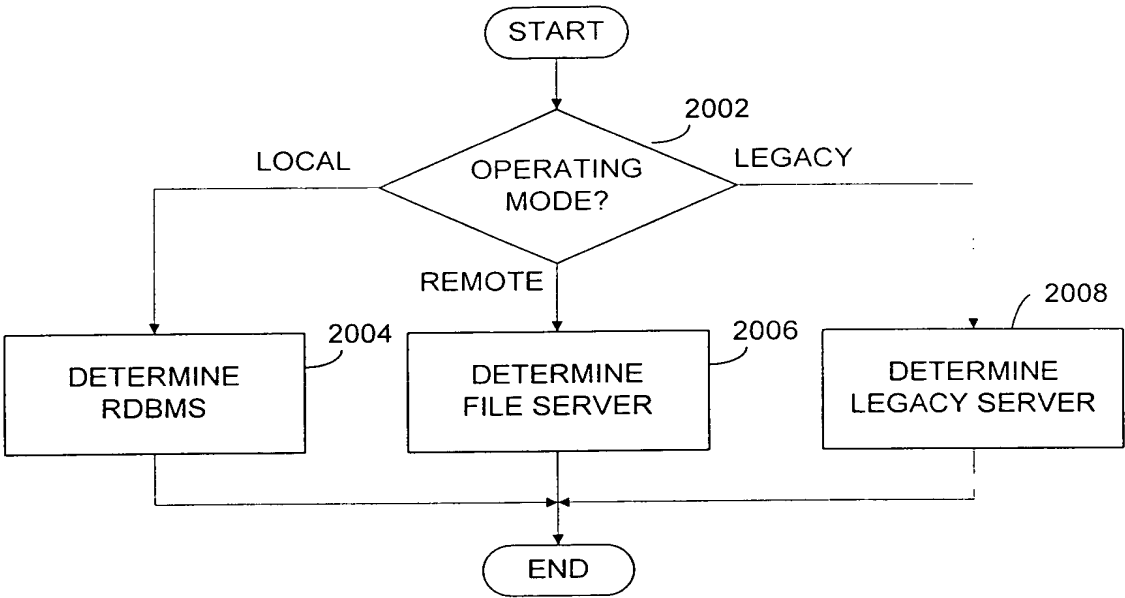 START
2002
OPERATING
MODE?
LOCAL
LEGACY
REMOTE
2004
DETERMINE
RDBMS
2006
DETERMINE
FILE SERVER
2008
DETERMINE
LEGACY SERVER
END